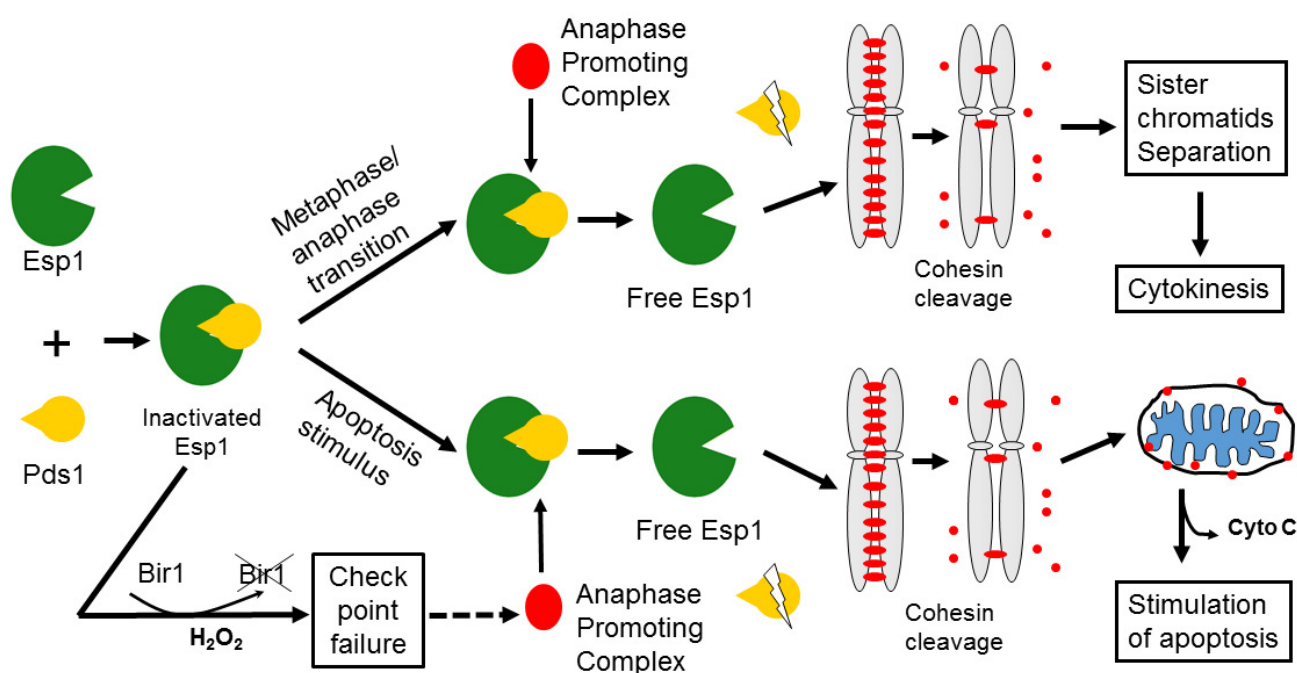 Anaphase
Promoting
Complex
Esp1
+
Pds1
Inactivated
Esp1
Metaphase/
anaphase
transition
Free Esp1
Cohesin
cleavage
Sister
chromatids
Separation
Cytokinesis
Apoptosis
stimulus
Free Esp1
Cohesin
cleavage
Cyto C
Stimulation
of apoptosis
Bir1
Bir1
H₂O₂
Check
point
failure
Anaphase
Promoting
Complex